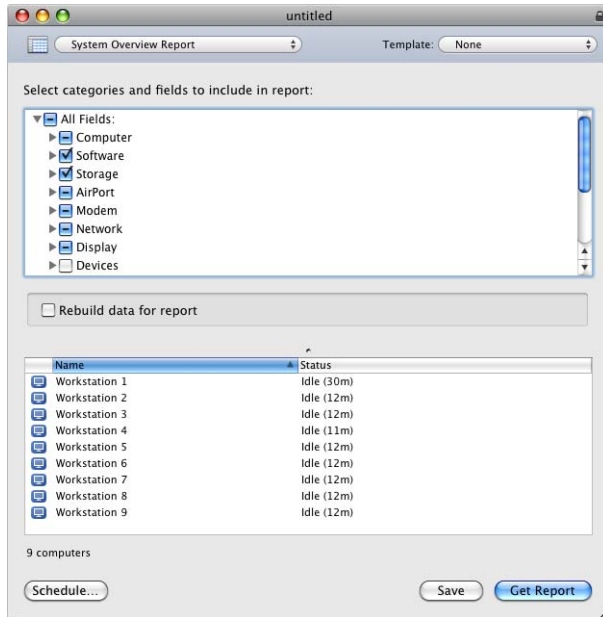 untitled
System Overview Report Template: None
Select categories and fields to include in report:
All Fields:
Computer
Software
Storage
AirPort
Modem
Network
Display
Devices
Rebuild data for report
Name Status
Workstation 1 Idle (30m)
Workstation 2 Idle (12m)
Workstation 3 Idle (12m)
Workstation 4 Idle (11m)
Workstation 5 Idle (12m)
Workstation 6 Idle (12m)
Workstation 7 Idle (12m)
Workstation 8 Idle (12m)
Workstation 9 Idle (12m)
9 computers
Schedule... Save Get Report